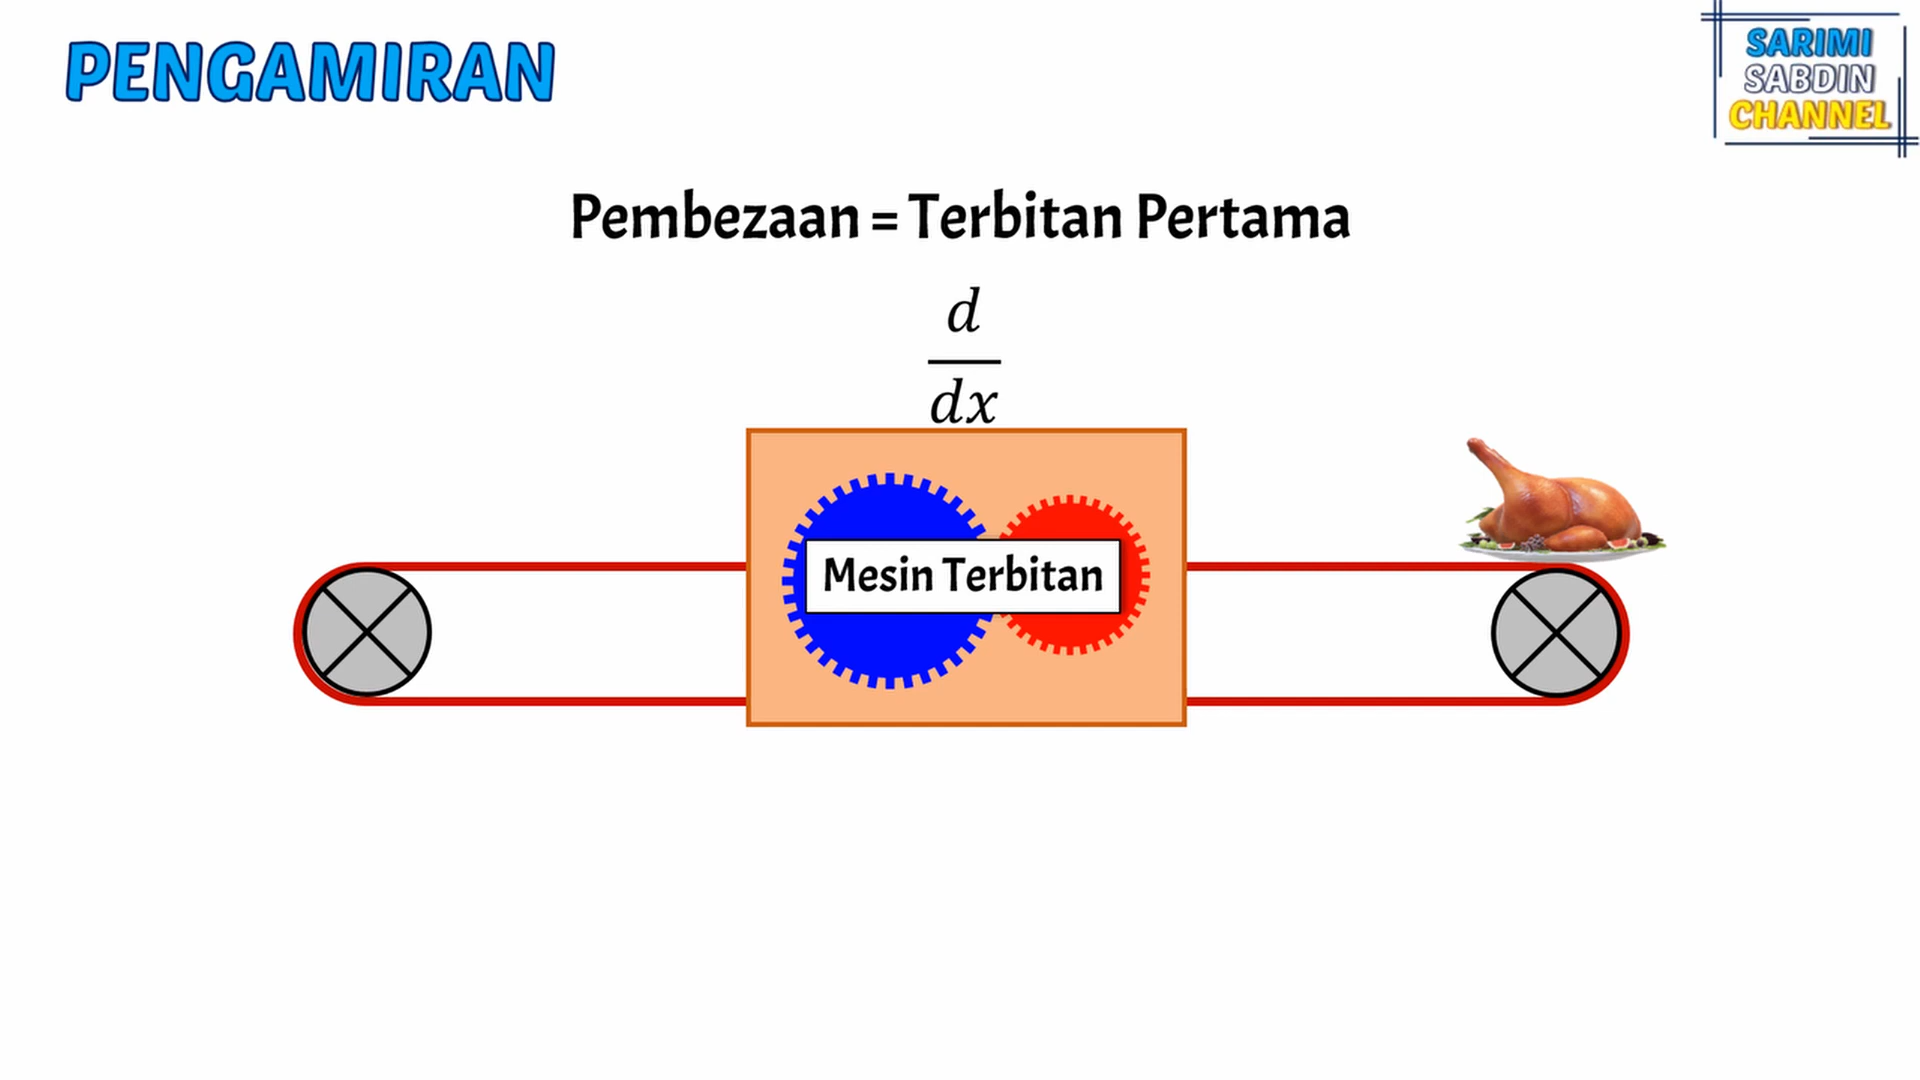 PENGAMIRAN
SARIMI
SABDIN
CHANNEL
Pembezaan = Terbitan Pertama
d
dx
Mesin Terbitan